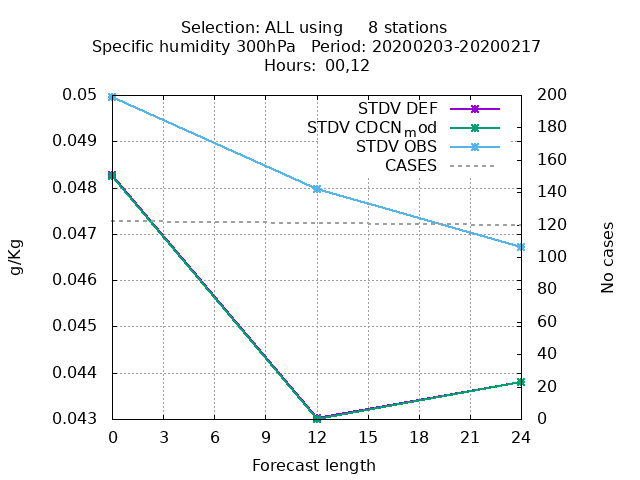 Selection: ALL using 8 stations
Specific humidity 300hPa Period: 20200203-20200217
Hours: 00,12
0.05
0.049
0.048
0.047
0.046
0.045
0.044
0.043
g/Kg
STDV DEF
STDV CDCNmod
STDV OBS
CASES
200
180
160
140
120
100
80
60
40
20
0
No cases
0 3 6 9 12 15 18 21 24
Forecast length